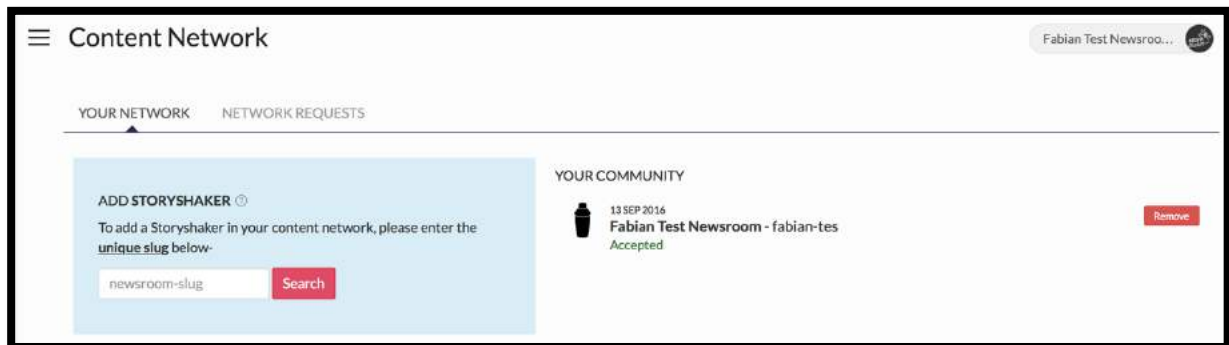 Content Network
Fabian Test Newsroo...
YOUR NETWORK NETWORK REQUESTS
ADD STORYSHAKER
To add a Storyshaker in your content network, please enter the
unique slug below-
newsroom-slug Search
YOUR COMMUNITY
13 SEP 2016
Fabian Test Newsroom - fabian-tes
Accepted
Remove